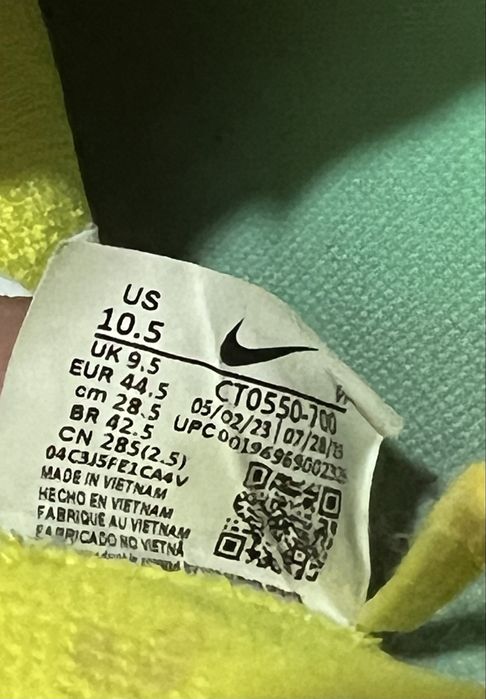 US
10.5
UK 9.5
EUR 44.5
cm 28.5
BR 42.5
CN 285(2.5)
04C3J5FE1CA4V
MADE IN VIETNAM
HECHO EN VIETNAM
FABRIQUÉ AU VIETNAM
FABRICADO NO VIETNA
CT0550-700
05/02/23 07/28/23
UPC